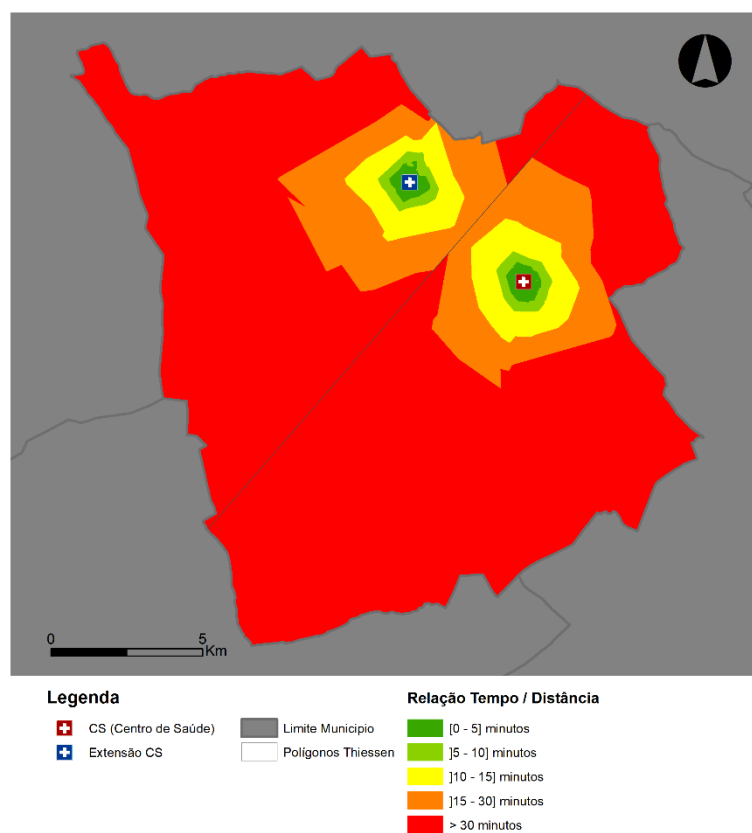 0 5
Km
Legenda
CS (Centro de Saúde)
Extensão CS
Limite Municipio
Polígonos Thiessen
Relação Tempo / Distância
[0 - 5] minutos
]5 - 10] minutos
]10 - 15] minutos
]15 - 30] minutos
> 30 minutos